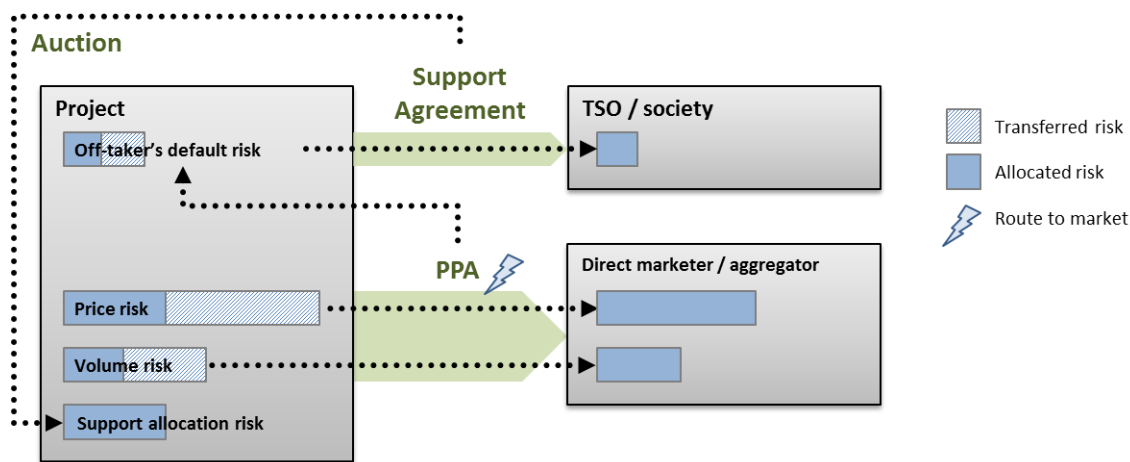 Auction
Support
Agreement
Project
Off-taker's default risk
TSO / society
Transferred risk
Allocated risk
Route to market
PPA
Direct marketer / aggregator
Price risk
Volume risk
Support allocation risk